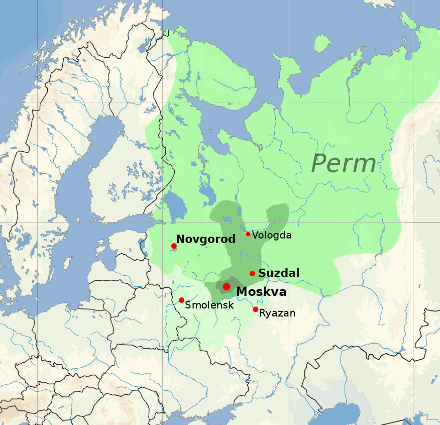 Perm
Vologda
Novgorod
Suzdal
Moskva
Smolensk
Ryazan